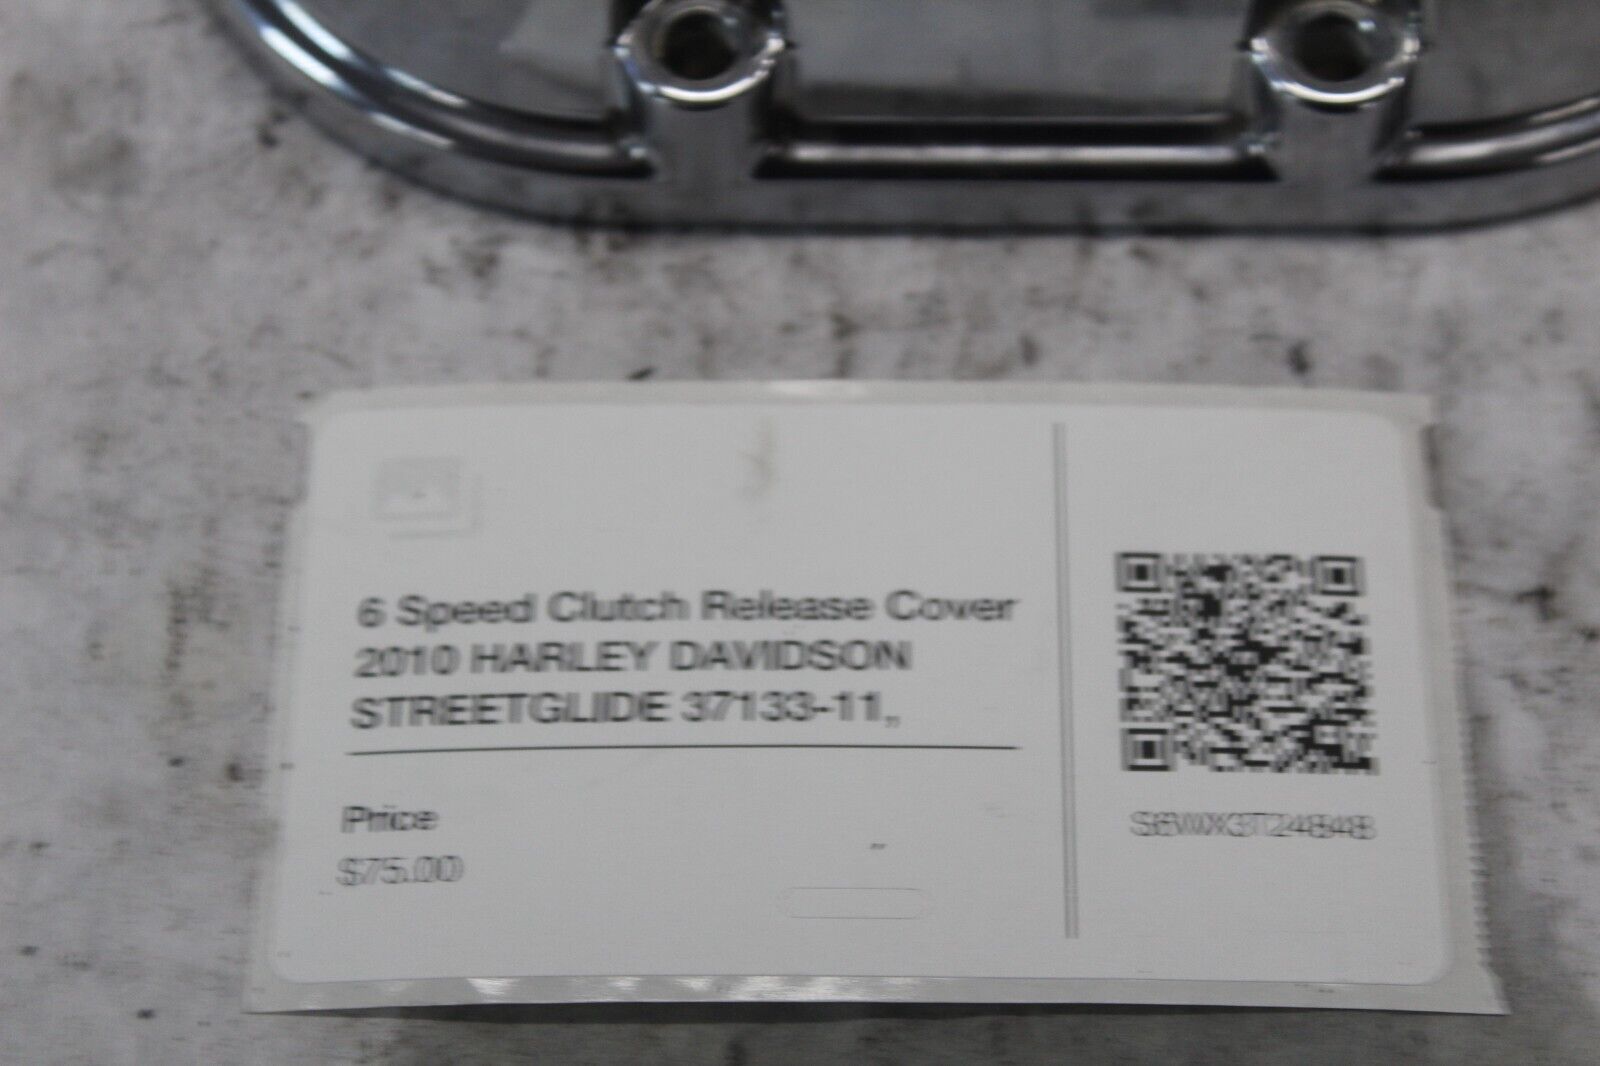 6 Speed Clutch Release Cover
2010 HARLEY DAVIDSON
STREETGLIDE 37133-11,,
Price
$75.00